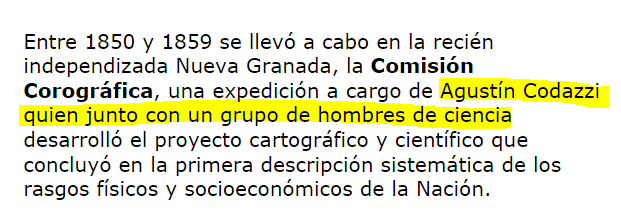 Entre 1850 y 1859 se llevó a cabo en la recién
independizada Nueva Granada, la Comisión
Corográfica, una expedición a cargo de Agustín Codazzi
quien junto con un grupo de hombres de ciencia
desarrolló el proyecto cartográfico y científico que
concluyó en la primera descripción sistemática de los
rasgos físicos y socioeconómicos de la Nación.